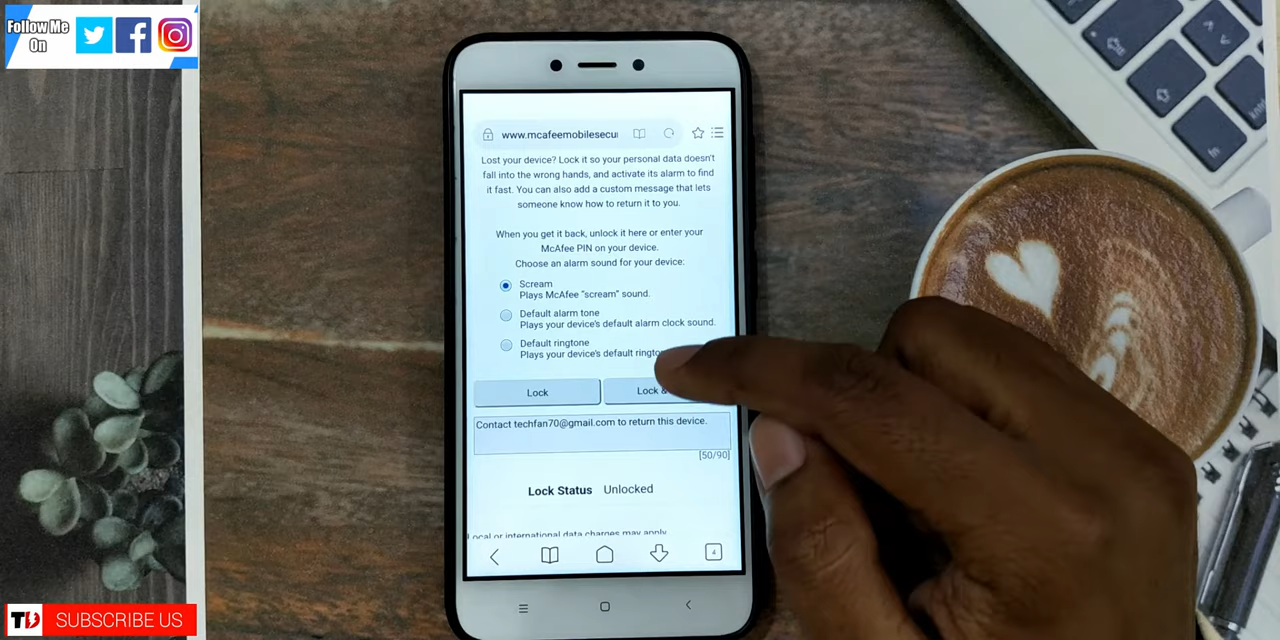 Follow Me
On
www.mcafeemobilesecu
Lost your device? Lock it so your personal data doesn't
fall into the wrong hands, and activate its alarm to find
it fast. You can also add a custom message that lets
someone know how to return it to you.
When you get it back, unlock it here or enter your
McAfee PIN on your device.
Choose an alarm sound for your device:
Scream
Plays McAfee "scream" sound.
Default alarm tone
Plays your device's default alarm clock sound.
Default ringtone
Plays your device's default ringto
Lock
Lock &
Contact techfan70@gmail.com to return this device.
[50/90]
Lock Status Unlocked
Local or international data charges may apply
4
fn
SUBSCRIBE US